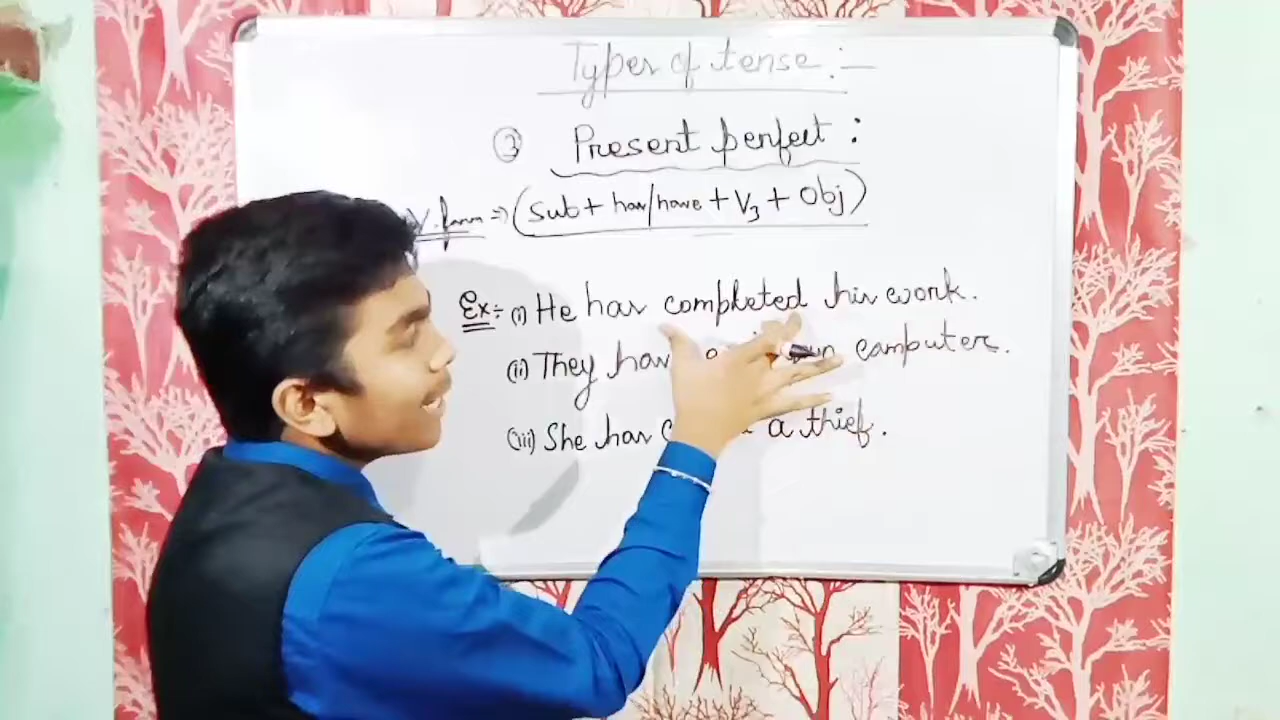 Types of tense :-
③ Present perfect :
V. form ⇒ (sub + has/have + V₃ + Obj)
Ex:- (i) He has completed his work.
(ii) They have computer.
(iii) She has a thief.